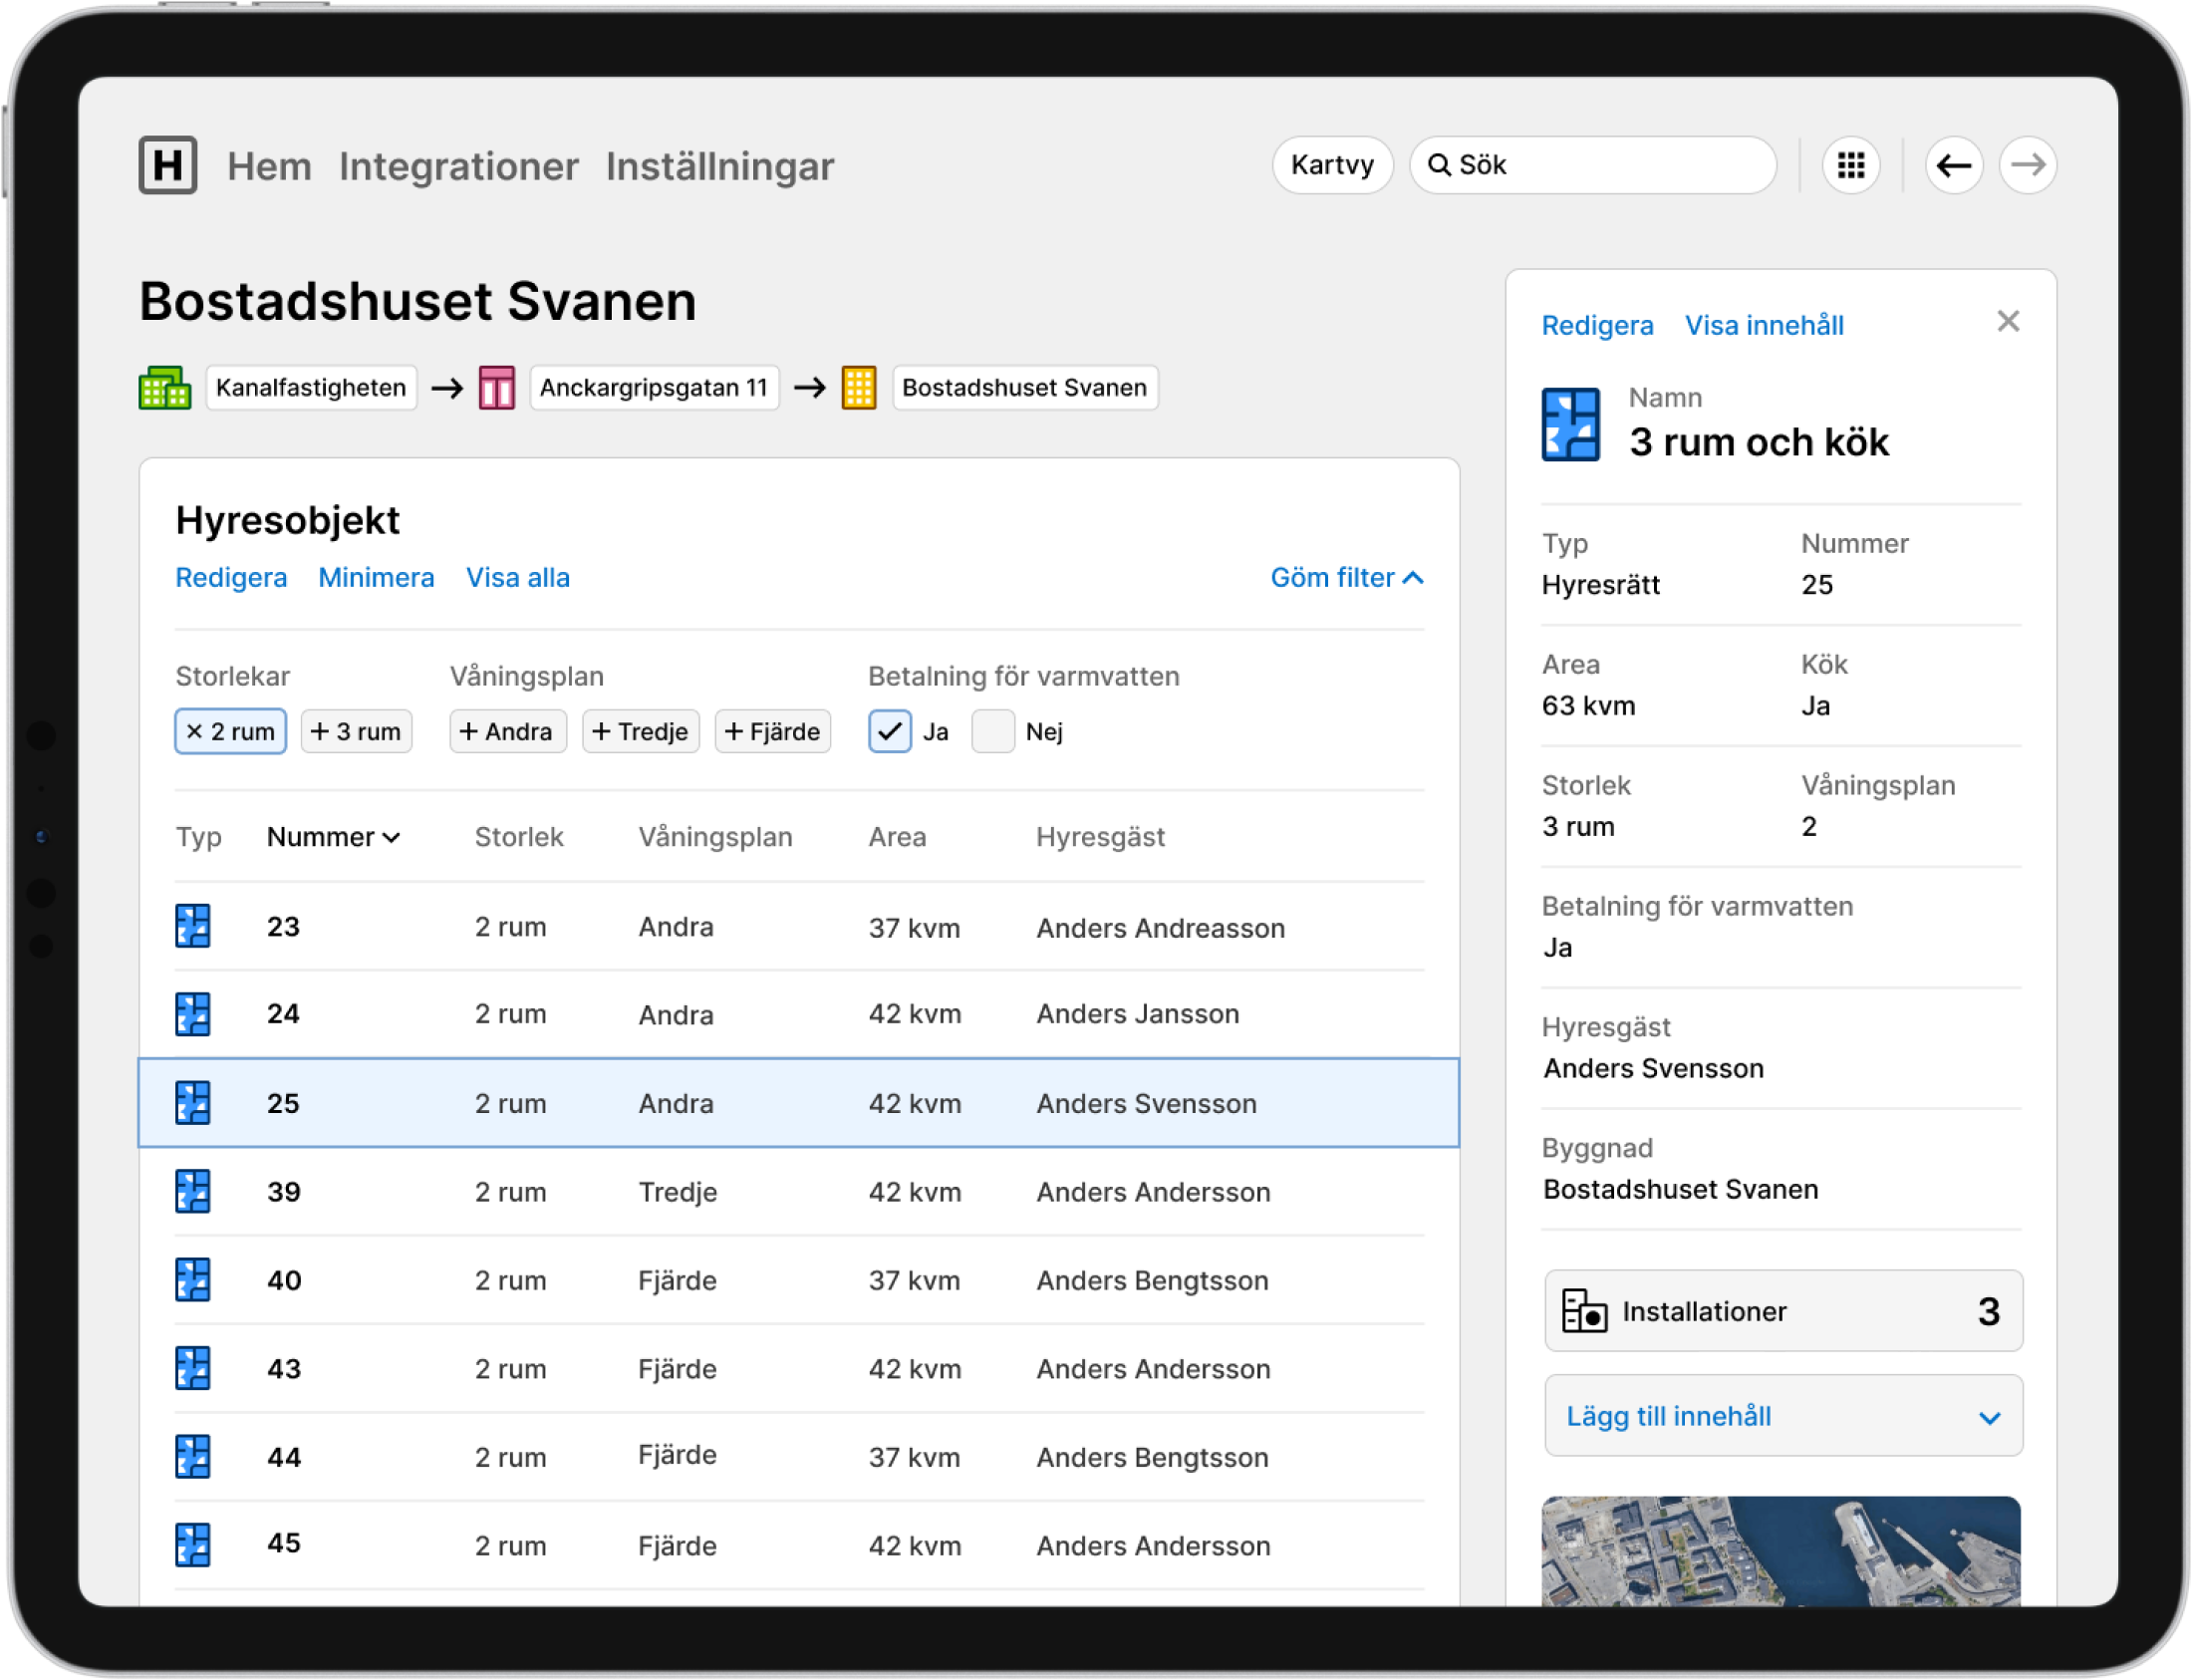 H Hem Integrationer Inställningar Kartvy Sök
Bostadshuset Svanen
Kanalfastigheten → Anckargripsgatan 11 → Bostadshuset Svanen
Hyresobjekt
Redigera Minimera Visa alla Göm filter
Storlekar Våningsplan Betalning för varmvatten
× 2 rum + 3 rum + Andra + Tredje + Fjärde Ja Nej
Typ Nummer Storlek Våningsplan Area Hyresgäst
23 2 rum Andra 37 kvm Anders Andreasson
24 2 rum Andra 42 kvm Anders Jansson
25 2 rum Andra 42 kvm Anders Svensson
39 2 rum Tredje 42 kvm Anders Andersson
40 2 rum Fjärde 37 kvm Anders Bengtsson
43 2 rum Fjärde 42 kvm Anders Andersson
44 2 rum Fjärde 37 kvm Anders Bengtsson
45 2 rum Fjärde 42 kvm Anders Andersson
Redigera Visa innehåll ×
Namn
3 rum och kök
Typ Nummer
Hyresrätt 25
Area Kök
63 kvm Ja
Storlek Våningsplan
3 rum 2
Betalning för varmvatten
Ja
Hyresgäst
Anders Svensson
Byggnad
Bostadshuset Svanen
Installationer 3
Lägg till innehåll